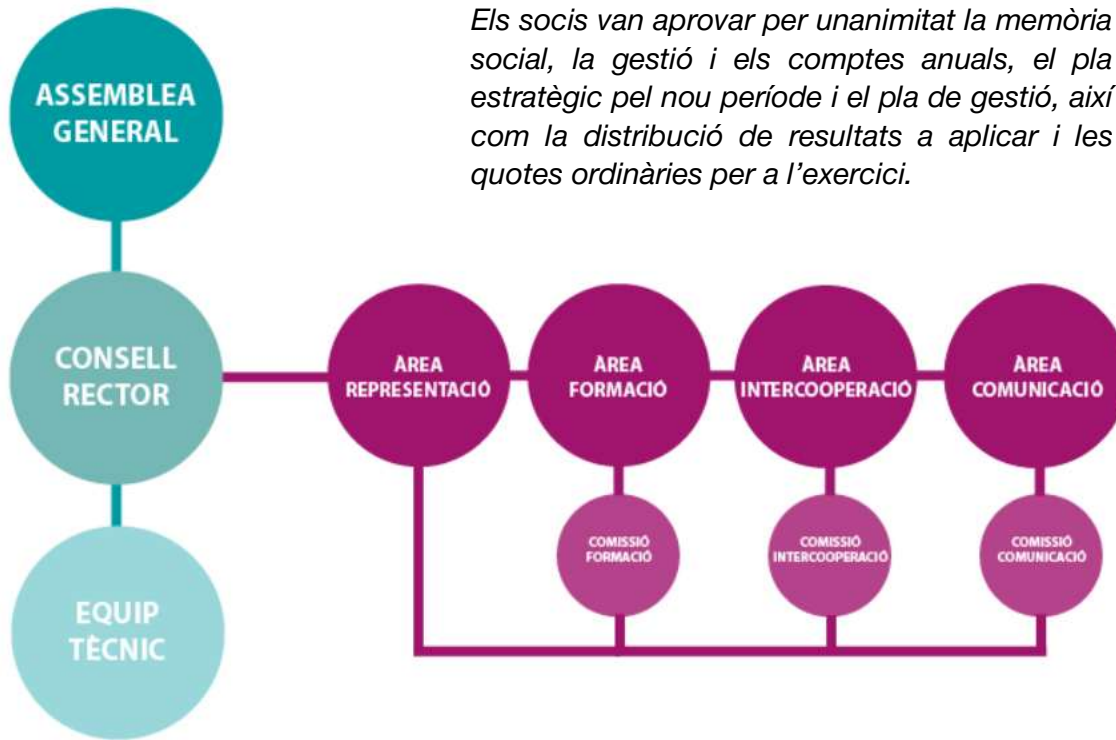 Els socis van aprovar per unanimitat la memòria
social, la gestió i els comptes anuals, el pla
estratègic pel nou període i el pla de gestió, així
com la distribució de resultats a aplicar i les
quotes ordinàries per a l’exercici.
ASSEMBLEA
GENERAL
CONSELL
RECTOR
ÀREA
REPRESENTACIÓ
ÀREA
FORMACIÓ
ÀREA
INTERCOOPERACIÓ
ÀREA
COMUNICACIÓ
COMISSIÓ
FORMACIÓ
COMISSIÓ
INTERCOOPERACIÓ
COMISSIÓ
COMUNICACIÓ
EQUIP
TÈCNIC